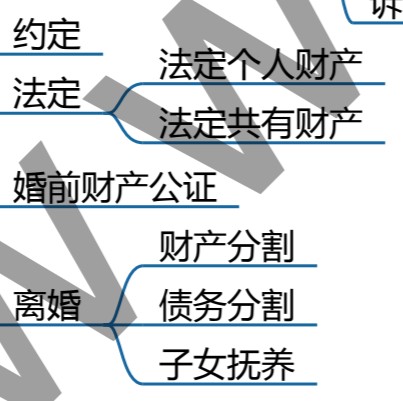 约定
法定个人财产
法定
法定共有财产
婚前财产公证
财产分割
离婚
债务分割
子女抚养